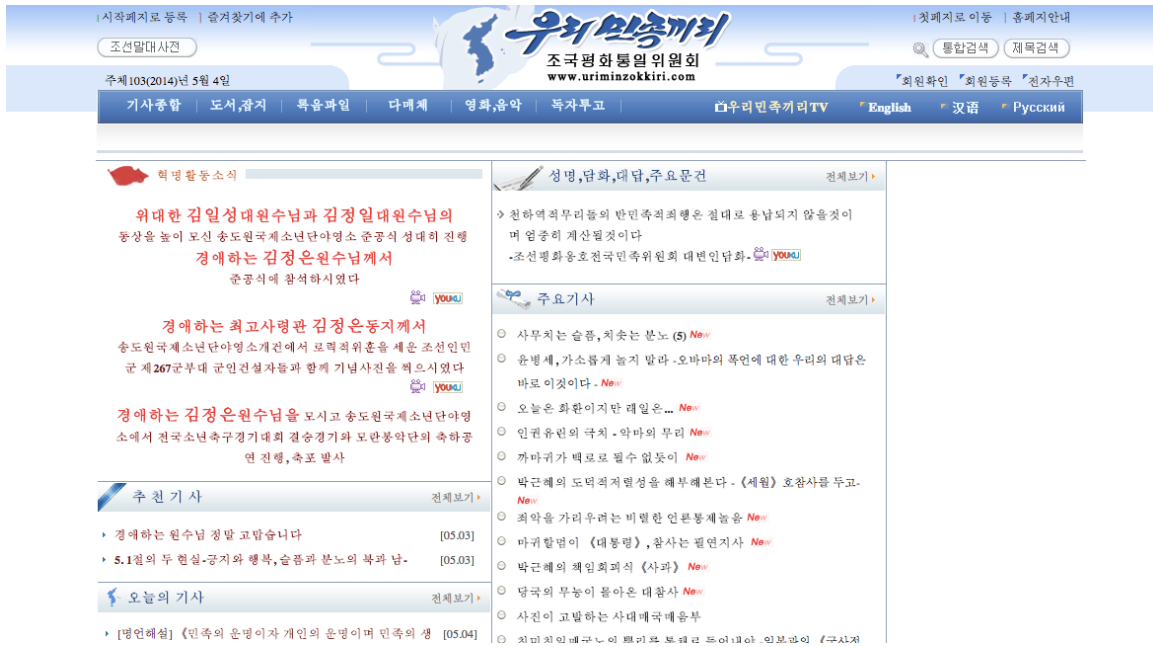 시작페지로 등록 | 즐겨찾기에 추가
첫페지로 이동 | 홈페지안내
조선말대사전
우리민족끼리
조국평화통일위원회
www.uriminzokkiri.com
통합검색 제목검색
주체103(2014)년 5월 4일
회원확인 회원등록 전자우편
기사종합 | 도서,잡지 | 특음파일 | 다매체 | 영화,음악 | 독자투고 | 우리민족끼리TV English 汉语 Русский
혁명활동소식
위대한 김일성대원수님과 김정일대원수님의
동상을 높이 모신 송도원국제소년단야영소 준공식 성대히 진행
경애하는 김정은원수님께서
준공식에 참석하시였다
YOUKU
경애하는 최고사령관 김정은동지께서
송도원국제소년단야영소개건에서 로력적위훈을 세운 조선인민
군 제267군부대 군인건설자들과 함께 기념사진을 찍으시였다
YOUKU
경애하는 김정은원수님을 모시고 송도원국제소년단야영
소에서 전국소년축구경기대회 결승경기와 모란봉악단의 축하공
연 진행,축포 발사
추천기사 전체보기
경애하는 원수님 정말 고맙습니다 [05.03]
5.1절의 두 현실-긍지와 행복,슬픔과 분노의 북과 남- [05.03]
오늘의 기사 전체보기
[명언해설] 《민족의 운명이자 개인의 운명이며 민족의 생 [05.04]
성명,담화,대답,주요문건 전체보기
천하역적무리들의 반민족적죄행은 절대로 용납되지 않을것이
며 엄중히 계산될것이다
-조선평화옹호전국민족위원회 대변인담화- YOUKU
주요기사 전체보기
사무치는 슬픔,치솟는 분노 (5) New
윤병세,가소롭게 놀지 말라 -오바마의 폭언에 대한 우리의 대답은
바로 이것이다 - New
오늘은 화환이지만 래일은... New
인권유린의 극치 - 악마의 무리 New
까마귀가 백로로 될수 없듯이 New
박근혜의 도덕적저렬성을 해부해본다 -《세월》호참사를 두고-
New
죄악을 가리우려는 비렬한 언론통제놀음 New
마귀할멈이 《대통령》,참사는 필연지사 New
박근혜의 책임회피식 《사과》 New
당국의 무능이 몰아온 대참사 New
사진이 고발하는 사대매국매음부